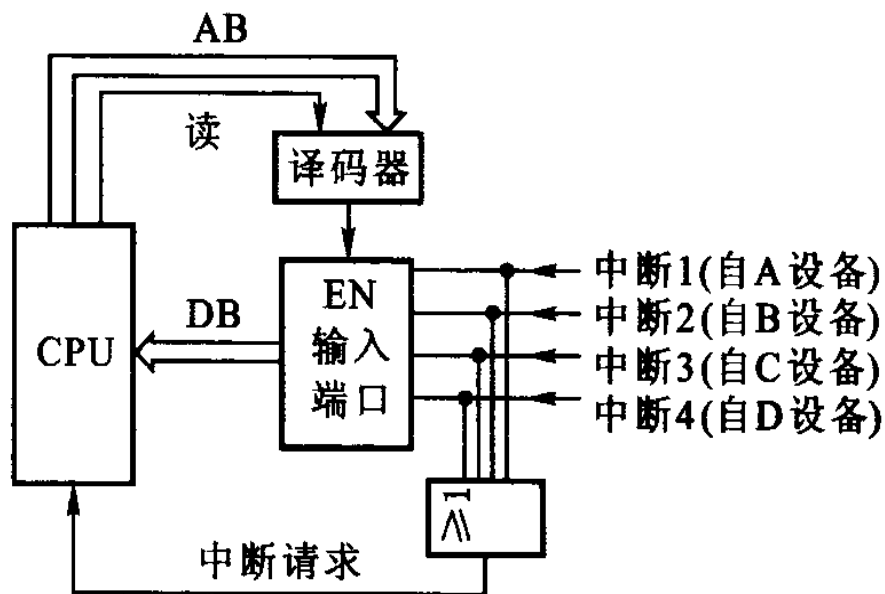 AB
读
译码器
CPU
DB
EN
输入
端口
中断1(自A设备)
中断2(自B设备)
中断3(自C设备)
中断4(自D设备)
≥1
中断请求